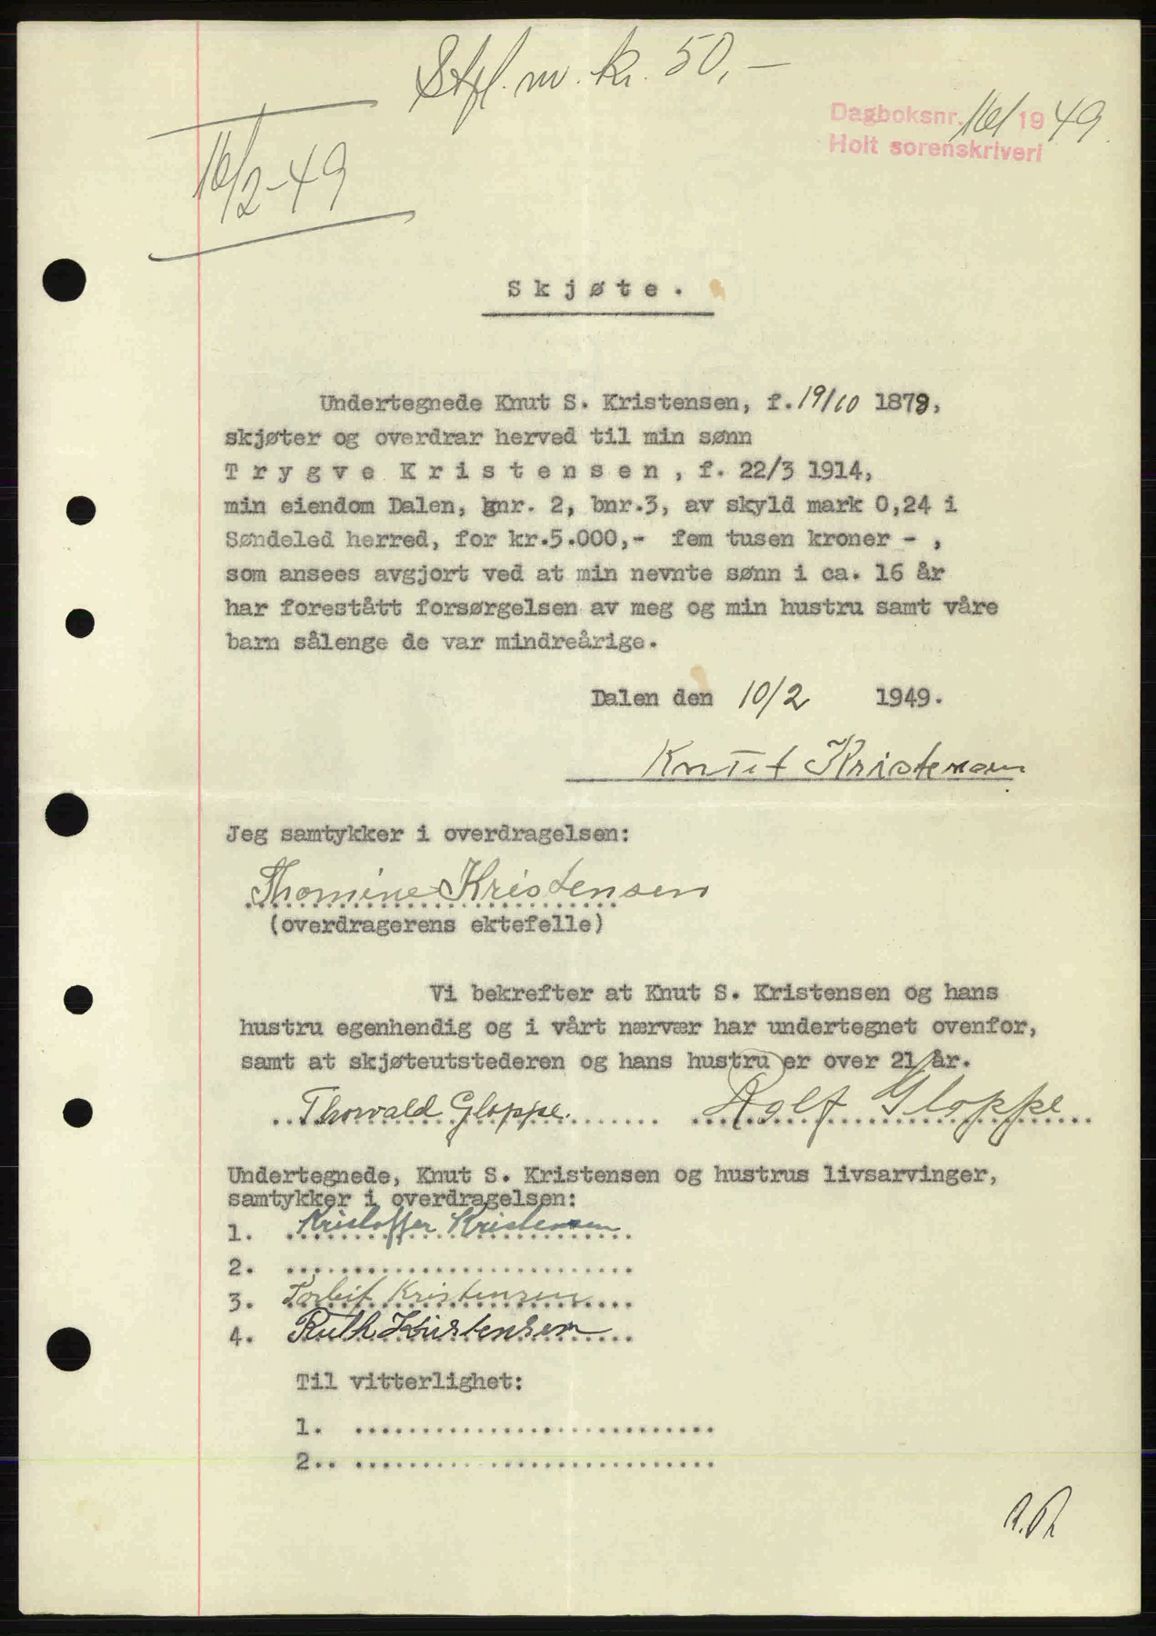 Stpl. m. kr. 50,-
Dagboksnr. 161 1949.
Holt sorenskriveri
16/2-49
Skjøte.
Undertegnede Knut S. Kristensen, f. 19/10 1879,
skjøter og overdrar herved til min sønn
Trygve Kristensen, f. 22/3 1914,
min eiendom Dalen, gnr. 2, bnr.3, av skyld mark 0,24 i
Søndeled herred, for kr.5.000,- fem tusen kroner - ,
som ansees avgjort ved at min nevnte sønn i ca. 16 år
har forestått forsørgelsen av meg og min hustru samt våre
barn sålenge de var mindreårige.
Dalen den 10/2 1949.
Knut Kristensen
Jeg samtykker i overdragelsen:
Thomine Kristensen
(overdragerens ektefelle)
Vi bekrefter at Knut S. Kristensen og hans
hustru egenhendig og i vårt nærvær har undertegnet ovenfor,
samt at skjøteutstederen og hans hustru er over 21 år.
Thorvald Gloppe. Rolf Gloppe
Undertegnede, Knut S. Kristensen og hustrus livsarvinger,
samtykker i overdragelsen:
1. Kristoffer Kristensen
2. ..........................
3. Torleif Kristensen
4. Ruth Kristensen
Til vitterlighet:
1. ...........................
2.. ...........................